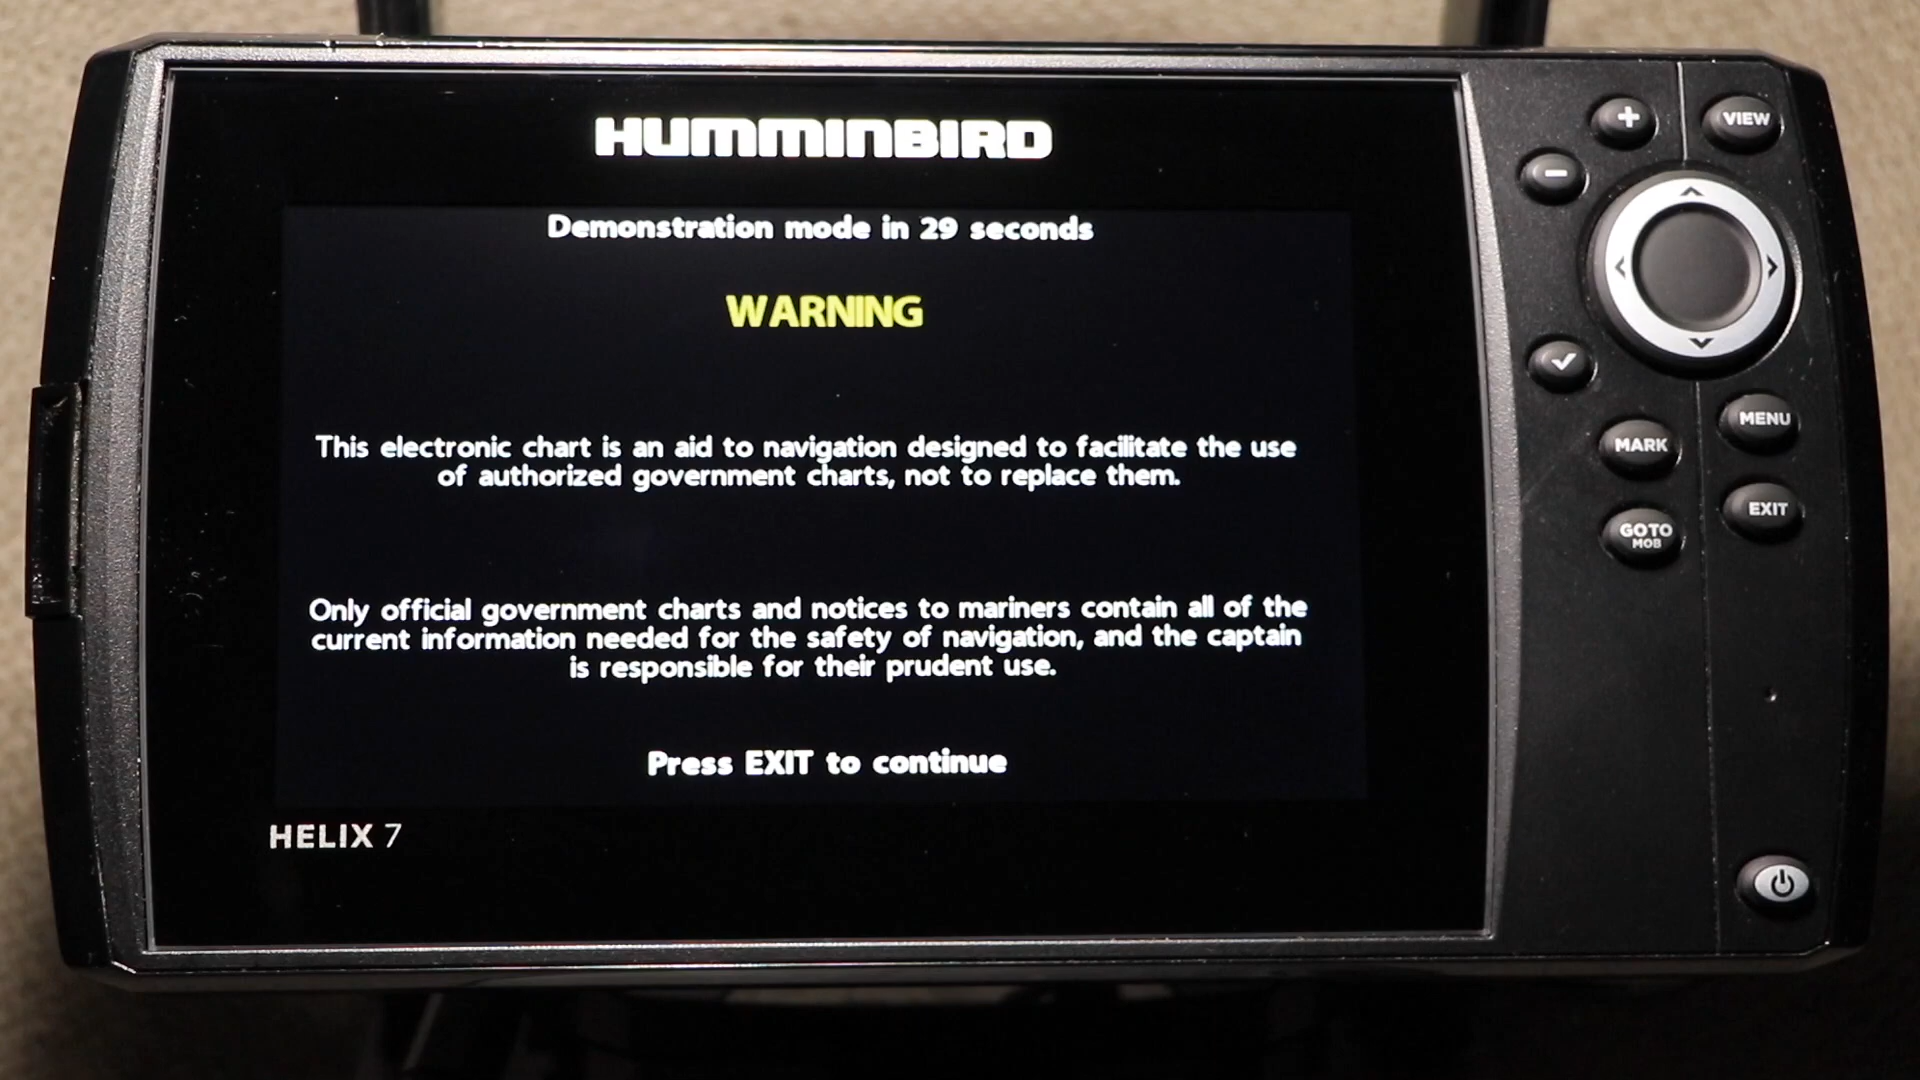 HUMMINBIRD
Demonstration mode in 29 seconds
WARNING
This electronic chart is an aid to navigation designed to facilitate the use
of authorized government charts, not to replace them.
Only official government charts and notices to mariners contain all of the
current information needed for the safety of navigation, and the captain
is responsible for their prudent use.
Press EXIT to continue
HELIX 7
+
VIEW
-
MENU
MARK
EXIT
GOTO
MOB